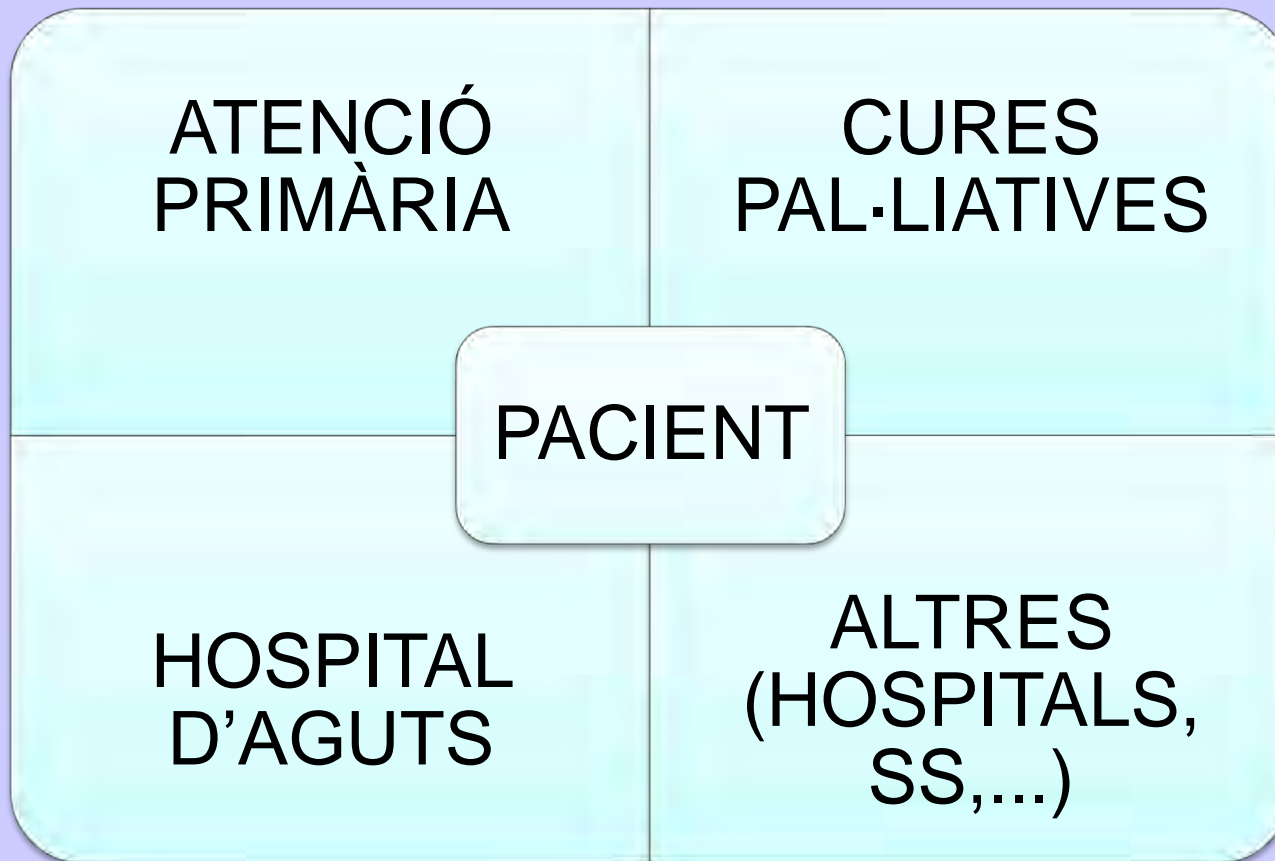 ATENCIÓ
PRIMÀRIA
CURES
PAL·LIATIVES
PACIENT
HOSPITAL
D’AGUTS
ALTRES
(HOSPITALS,
SS,...)